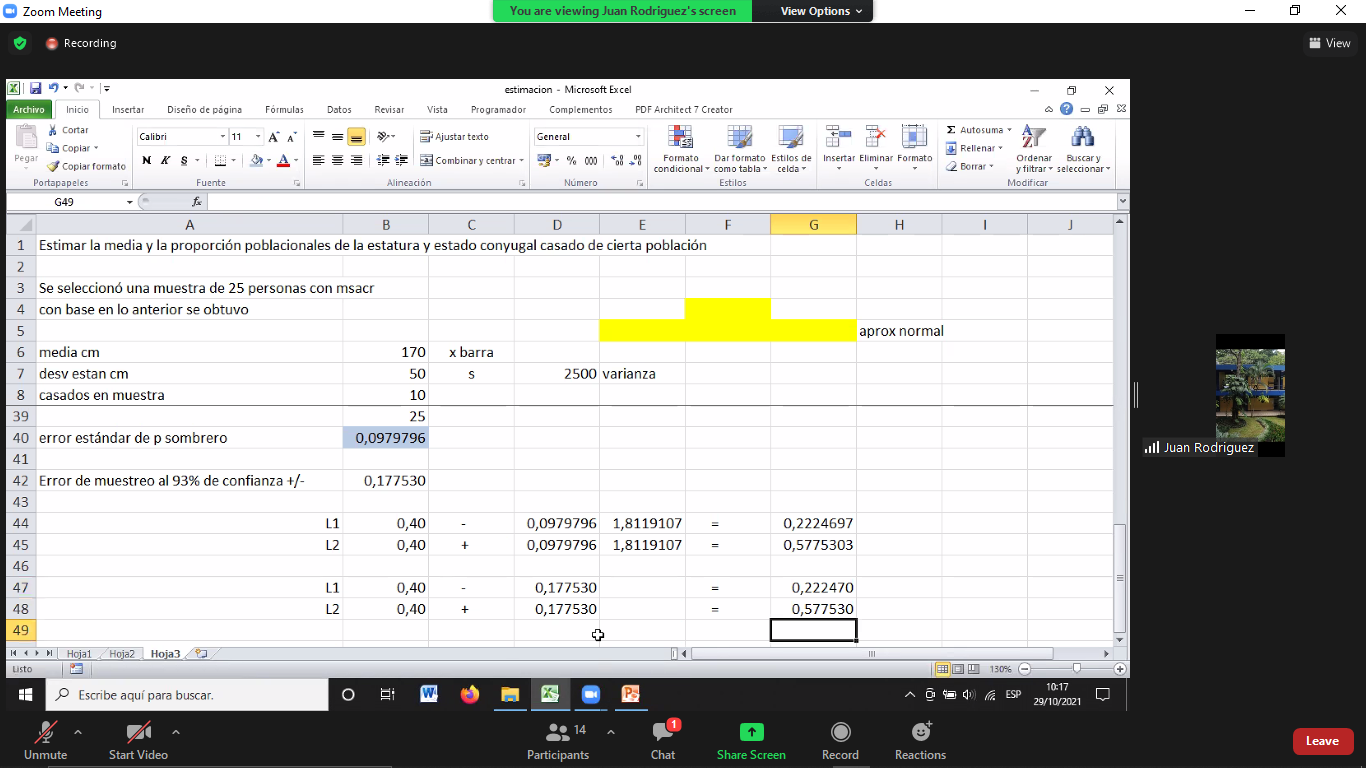 Zoom Meeting
You are viewing Juan Rodriguez's screen
View Options
Recording
View
estimacion - Microsoft Excel
Archivo Inicio Insertar Diseño de página Fórmulas Datos Revisar Vista Programador Complementos PDF Architect 7 Creator
Pegar
Cortar
Copiar
Copiar formato
Portapapeles
Calibri 11
N K S
Fuente
Ajustar texto
Combinar y centrar
Alineación
General
% 000
Número
Formato condicional
Dar formato como tabla
Estilos de celda
Estilos
Insertar Eliminar Formato
Celdas
Autosuma
Rellenar
Borrar
Ordenar y filtrar
Buscar y seleccionar
Modificar
G49 fx
A B C D E F G H I J
1 Estimar la media y la proporción poblacionales de la estatura y estado conyugal casado de cierta población
2
3 Se seleccionó una muestra de 25 personas con msacr
4 con base en lo anterior se obtuvo
5 aprox normal
6 media cm 170 x barra
7 desv estan cm 50 s 2500 varianza
8 casados en muestra 10
39 25
40 error estándar de p sombrero 0,0979796
41
42 Error de muestreo al 93% de confianza +/- 0,177530
43
44 L1 0,40 - 0,0979796 1,8119107 = 0,2224697
45 L2 0,40 + 0,0979796 1,8119107 = 0,5775303
46
47 L1 0,40 - 0,177530 = 0,222470
48 L2 0,40 + 0,177530 = 0,577530
49
Hoja1 Hoja2 Hoja3
Listo 130%
Juan Rodriguez
Escribe aquí para buscar.
ESP
10:17
29/10/2021
Unmute
Start Video
Participants 14
Chat 1
Share Screen
Record
Reactions
Leave